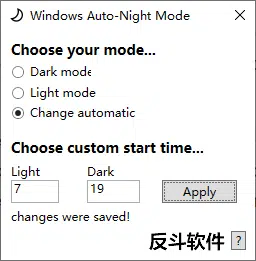 Windows Auto-Night Mode
Choose your mode...
Dark mode
Light mode
Change automatic
Choose custom start time...
Light Dark
7 19 Apply
changes were saved!
反斗软件 ?